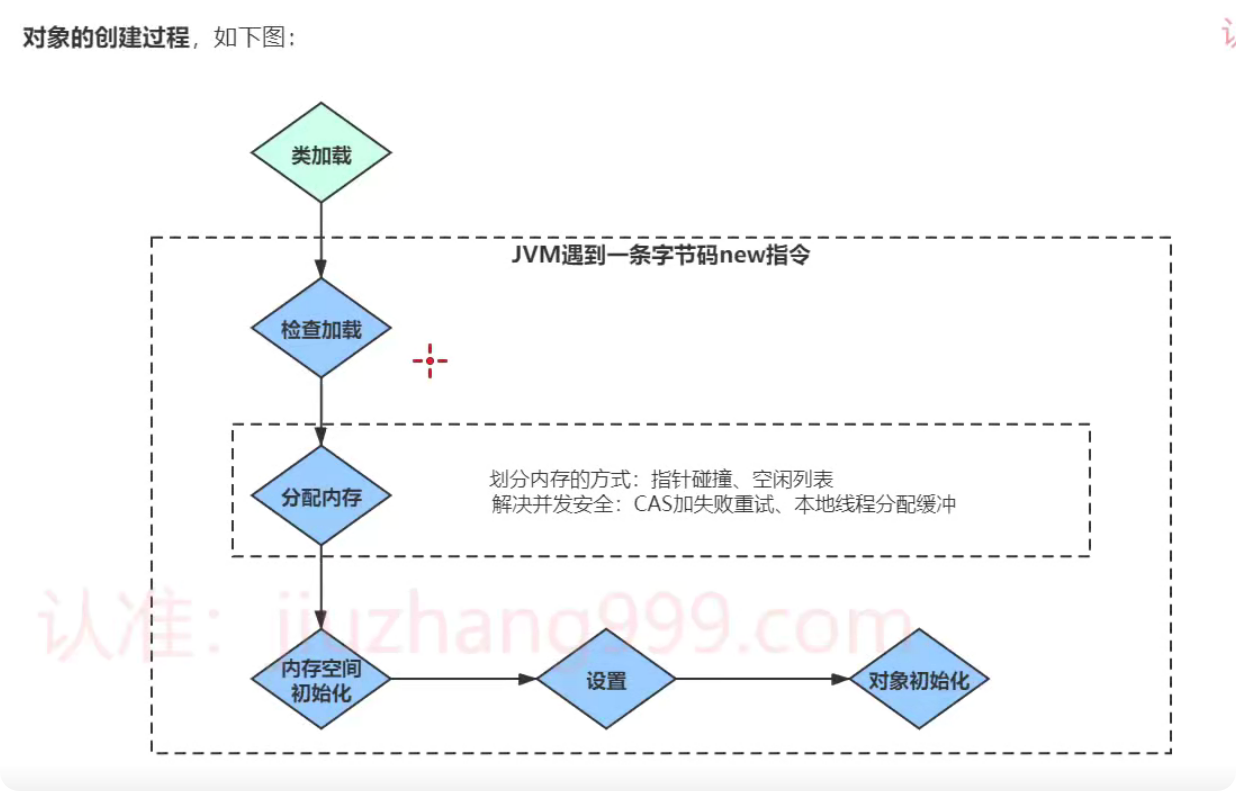 对象的创建过程，如下图：
类加载
JVM遇到一条字节码new指令
检查加载
分配内存
划分内存的方式：指针碰撞、空闲列表
解决并发安全：CAS加失败重试、本地线程分配缓冲
认准：jiuzhang999.com
内存空间
初始化
设置
对象初始化